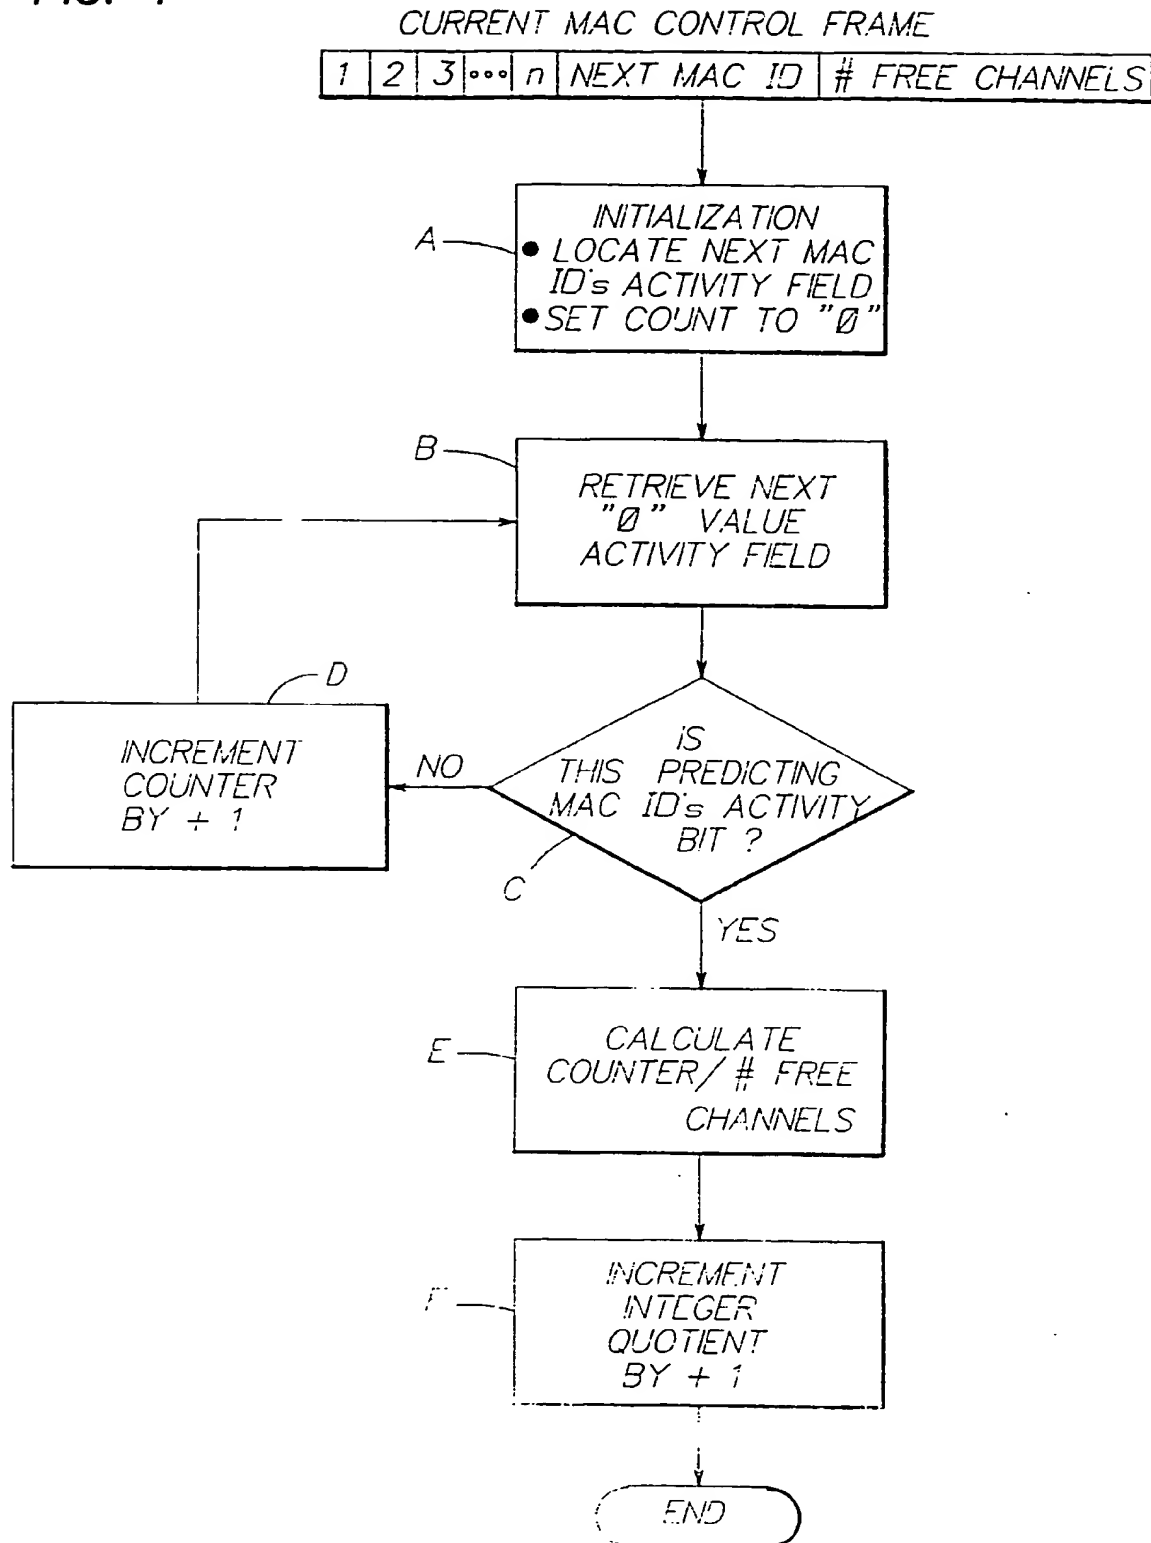 CURRENT MAC CONTROL FRAME
1 2 3 ••• n NEXT MAC ID # FREE CHANNELS
A
INITIALIZATION
• LOCATE NEXT MAC
ID's ACTIVITY FIELD
• SET COUNT TO "Ø"
B
RETRIEVE NEXT
"Ø" VALUE
ACTIVITY FIELD
D
INCREMENT
COUNTER
BY + 1
NO
IS
THIS PREDICTING
MAC ID's ACTIVITY
BIT ?
C
YES
E
CALCULATE
COUNTER/# FREE
CHANNELS
F
INCREMENT
INTEGER
QUOTIENT
BY + 1
END